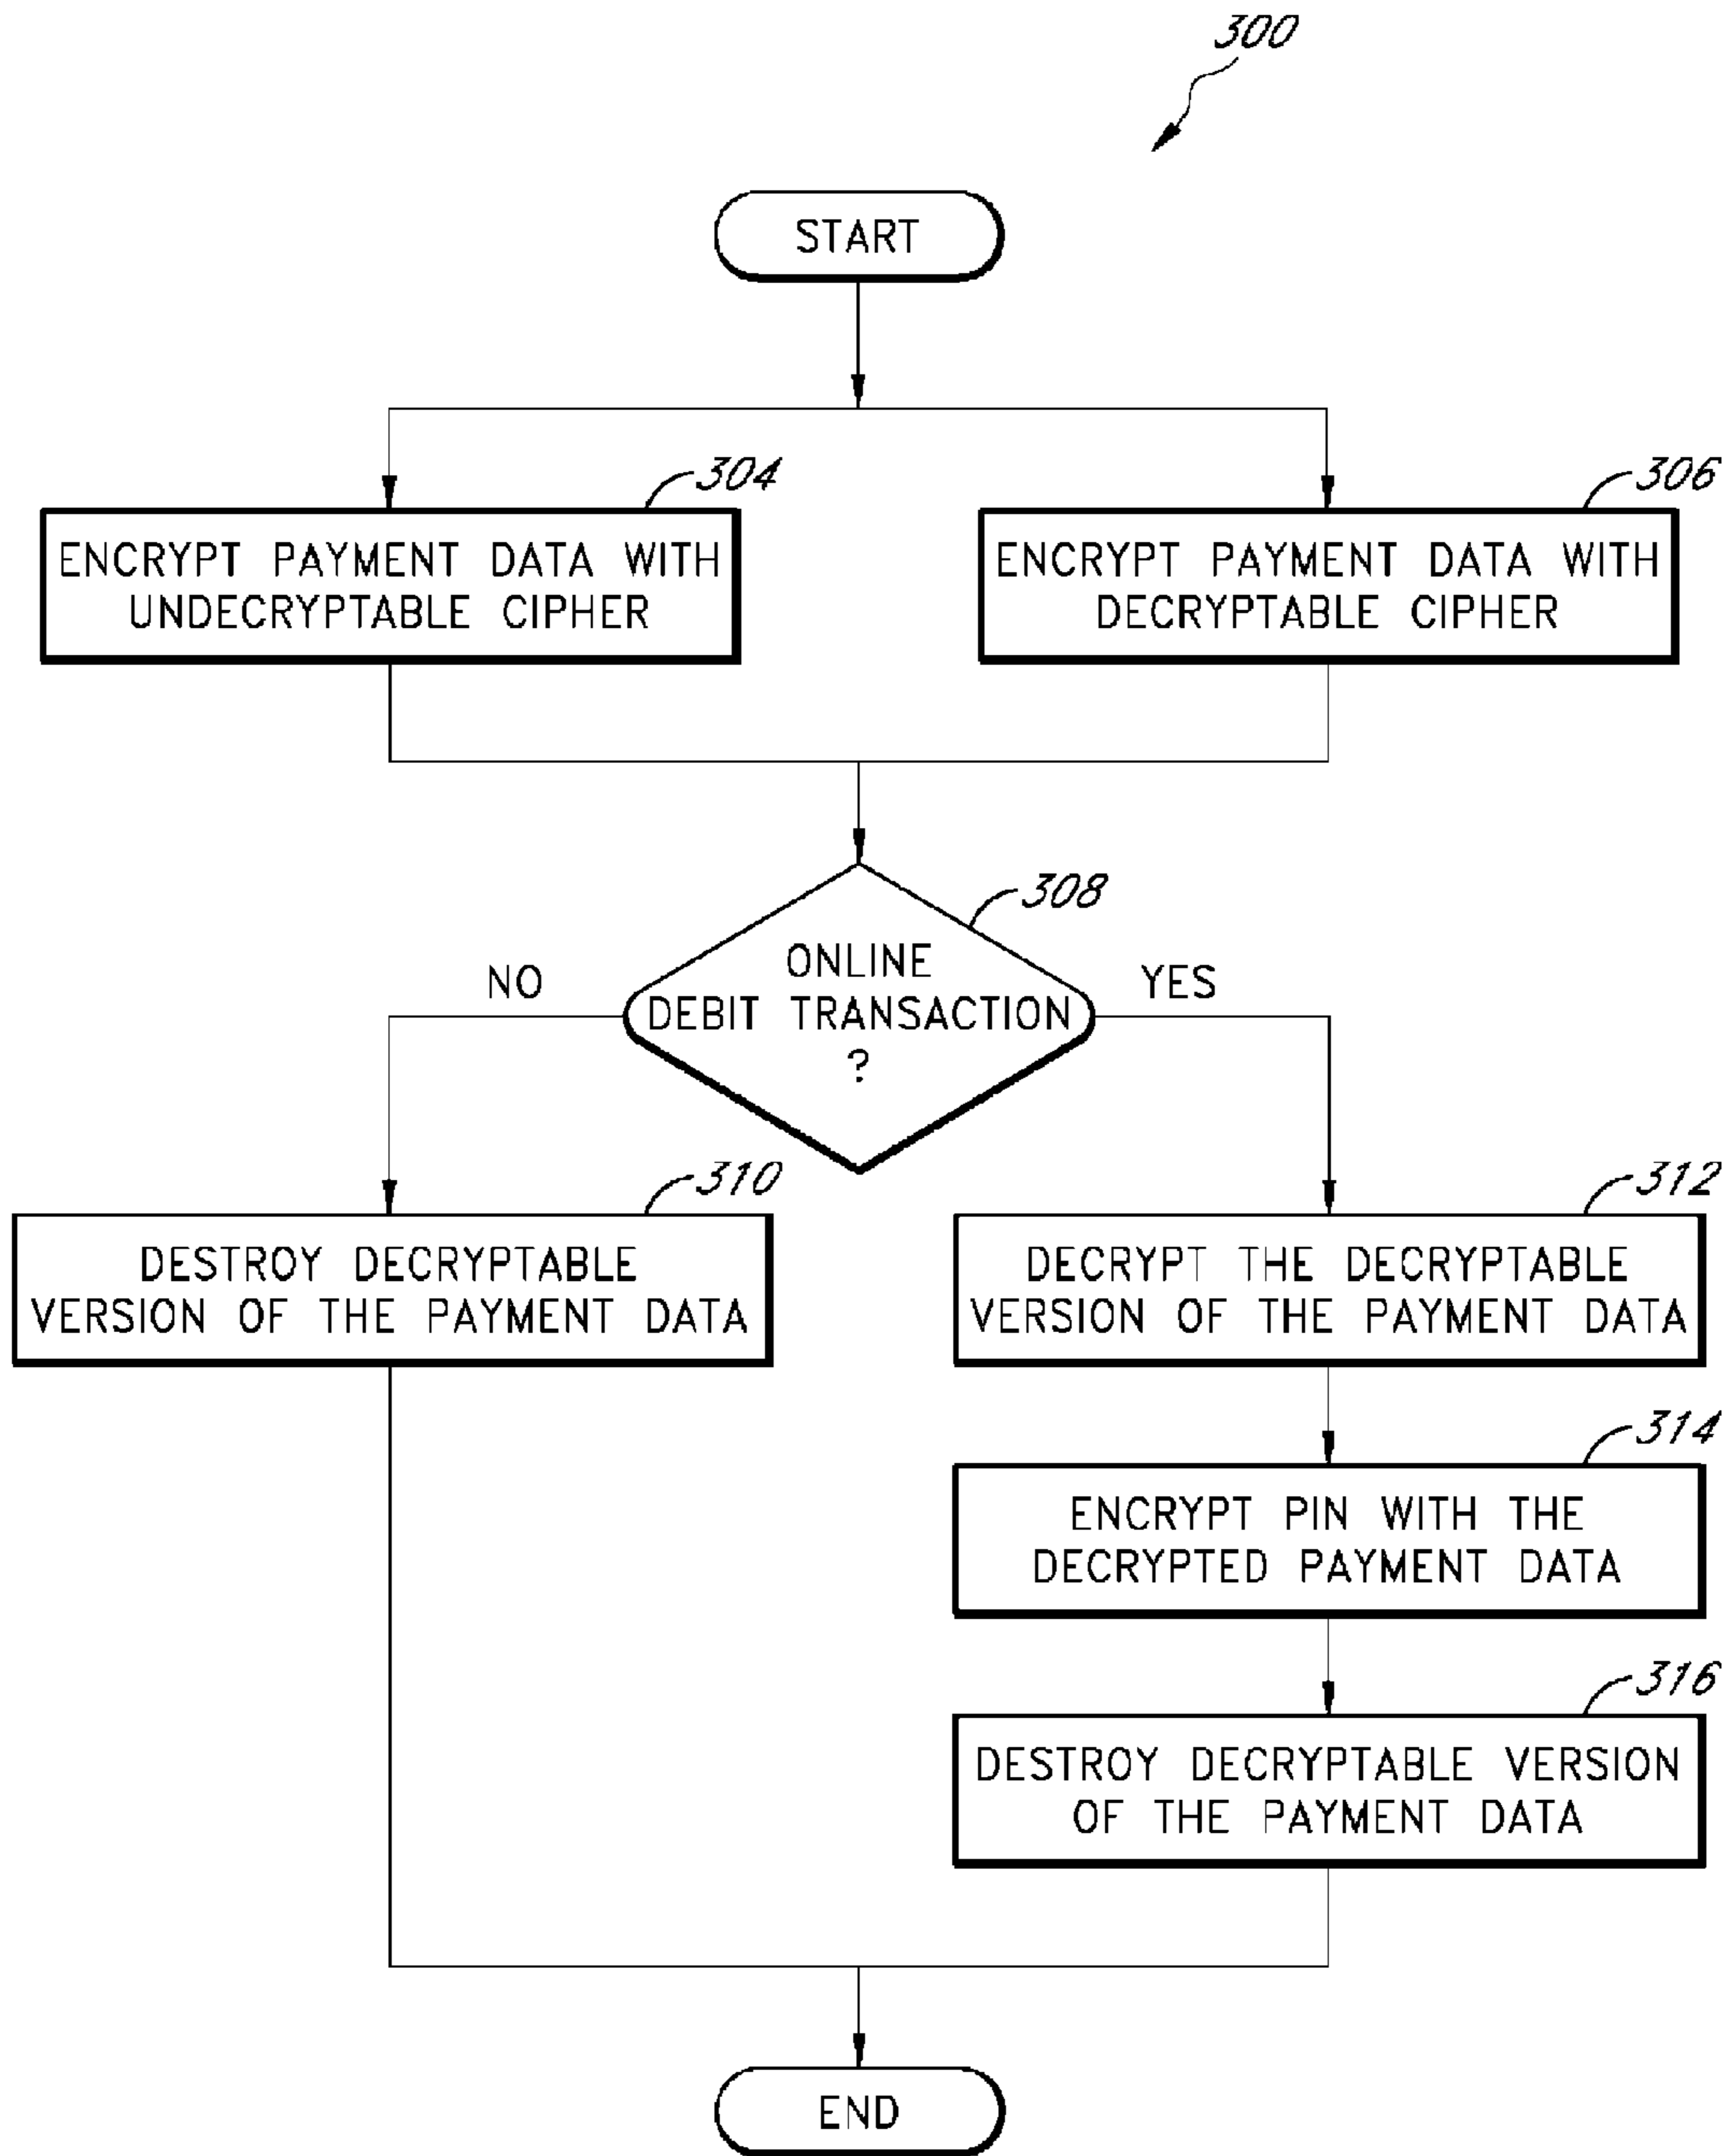 300
START
304
ENCRYPT PAYMENT DATA WITH
UNDECRYPTABLE CIPHER
306
ENCRYPT PAYMENT DATA WITH
DECRYPTABLE CIPHER
308
ONLINE
DEBIT TRANSACTION
?
NO
YES
310
DESTROY DECRYPTABLE
VERSION OF THE PAYMENT DATA
312
DECRYPT THE DECRYPTABLE
VERSION OF THE PAYMENT DATA
314
ENCRYPT PIN WITH THE
DECRYPTED PAYMENT DATA
316
DESTROY DECRYPTABLE VERSION
OF THE PAYMENT DATA
END